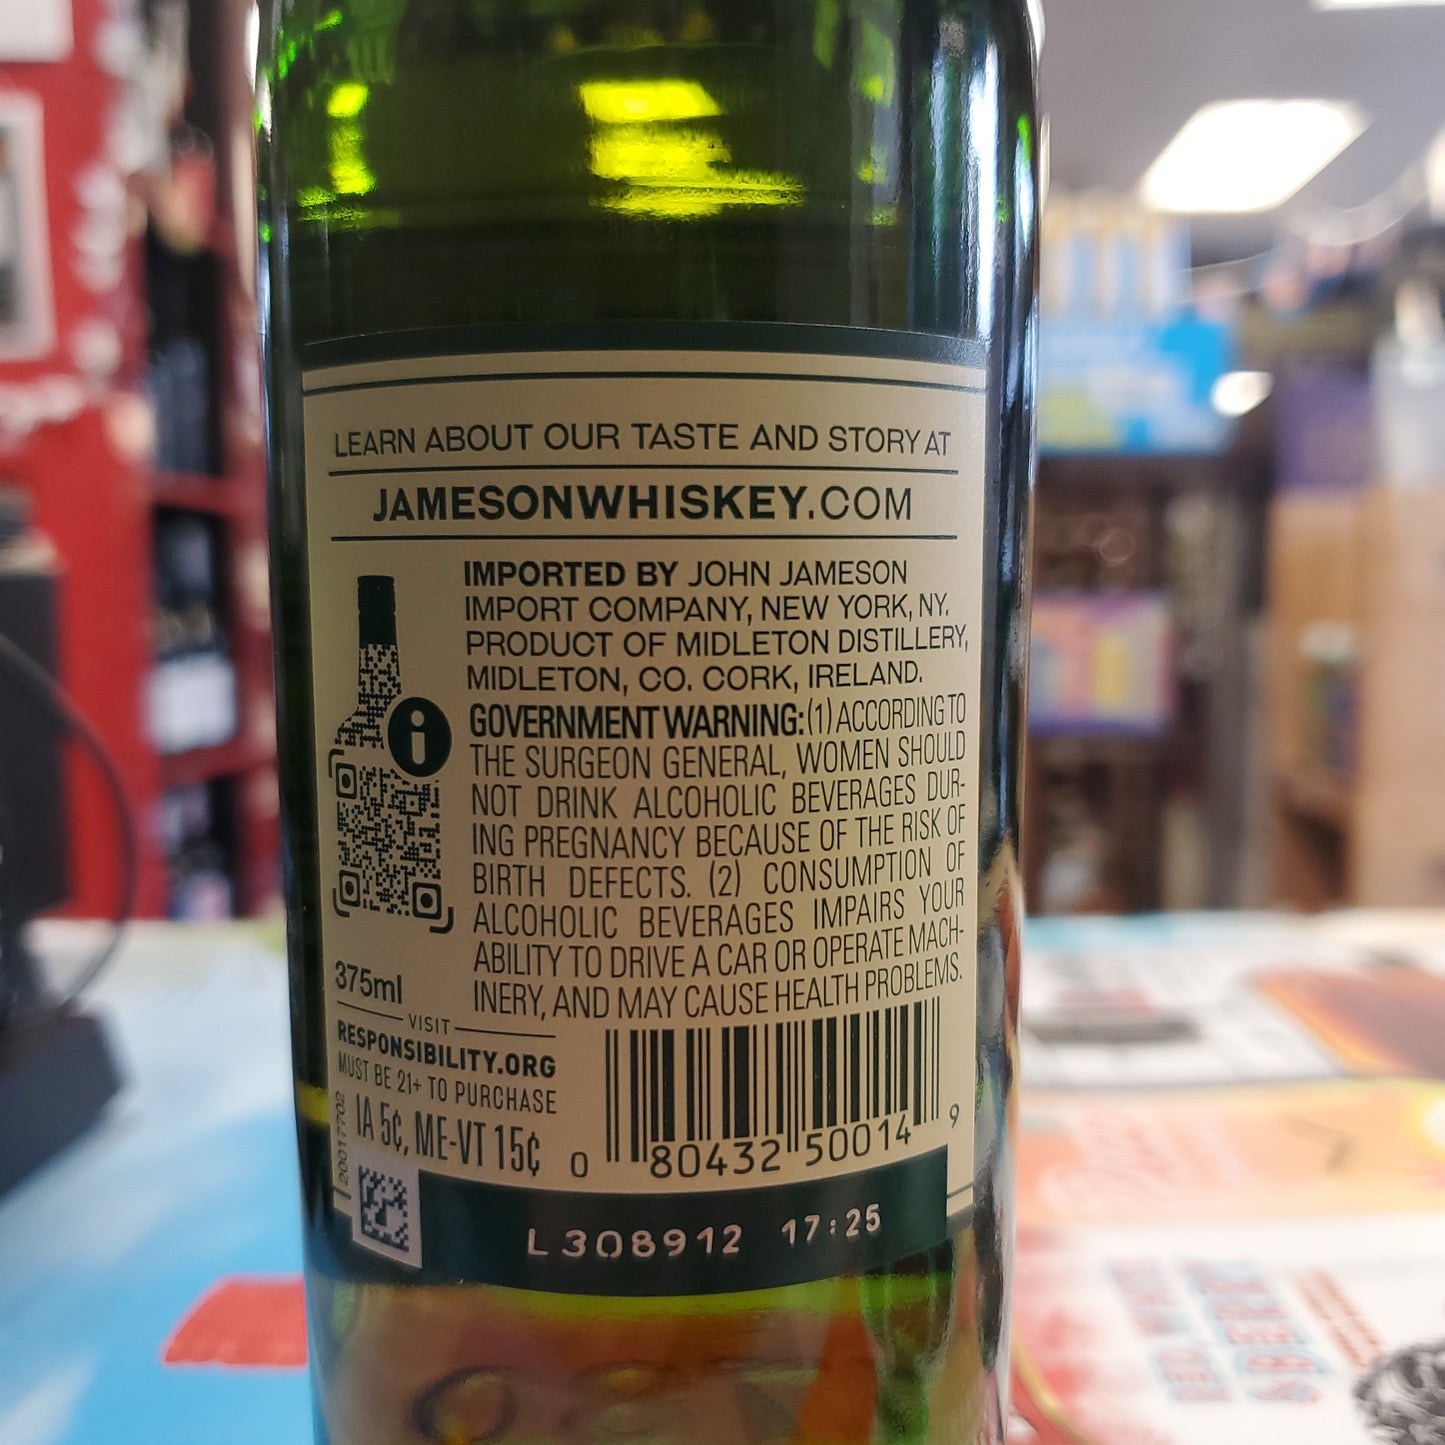 LEARN ABOUT OUR TASTE AND STORY AT
JAMESONWHISKEY.COM
IMPORTED BY JOHN JAMESON
IMPORT COMPANY, NEW YORK, NY.
PRODUCT OF MIDLETON DISTILLERY,
MIDLETON, CO. CORK, IRELAND.
GOVERNMENT WARNING: (1) ACCORDING TO
THE SURGEON GENERAL, WOMEN SHOULD
NOT DRINK ALCOHOLIC BEVERAGES DUR-
ING PREGNANCY BECAUSE OF THE RISK OF
BIRTH DEFECTS. (2) CONSUMPTION OF
ALCOHOLIC BEVERAGES IMPAIRS YOUR
ABILITY TO DRIVE A CAR OR OPERATE MACH-
INERY, AND MAY CAUSE HEALTH PROBLEMS.
i
375ml
VISIT
RESPONSIBILITY.ORG
MUST BE 21+ TO PURCHASE
IA 5¢, ME-VT 15¢
20017702
0 80432 50014 9
L308912 17:25